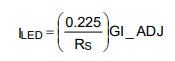 ILED = (0.225 / RS) GI_ADJ